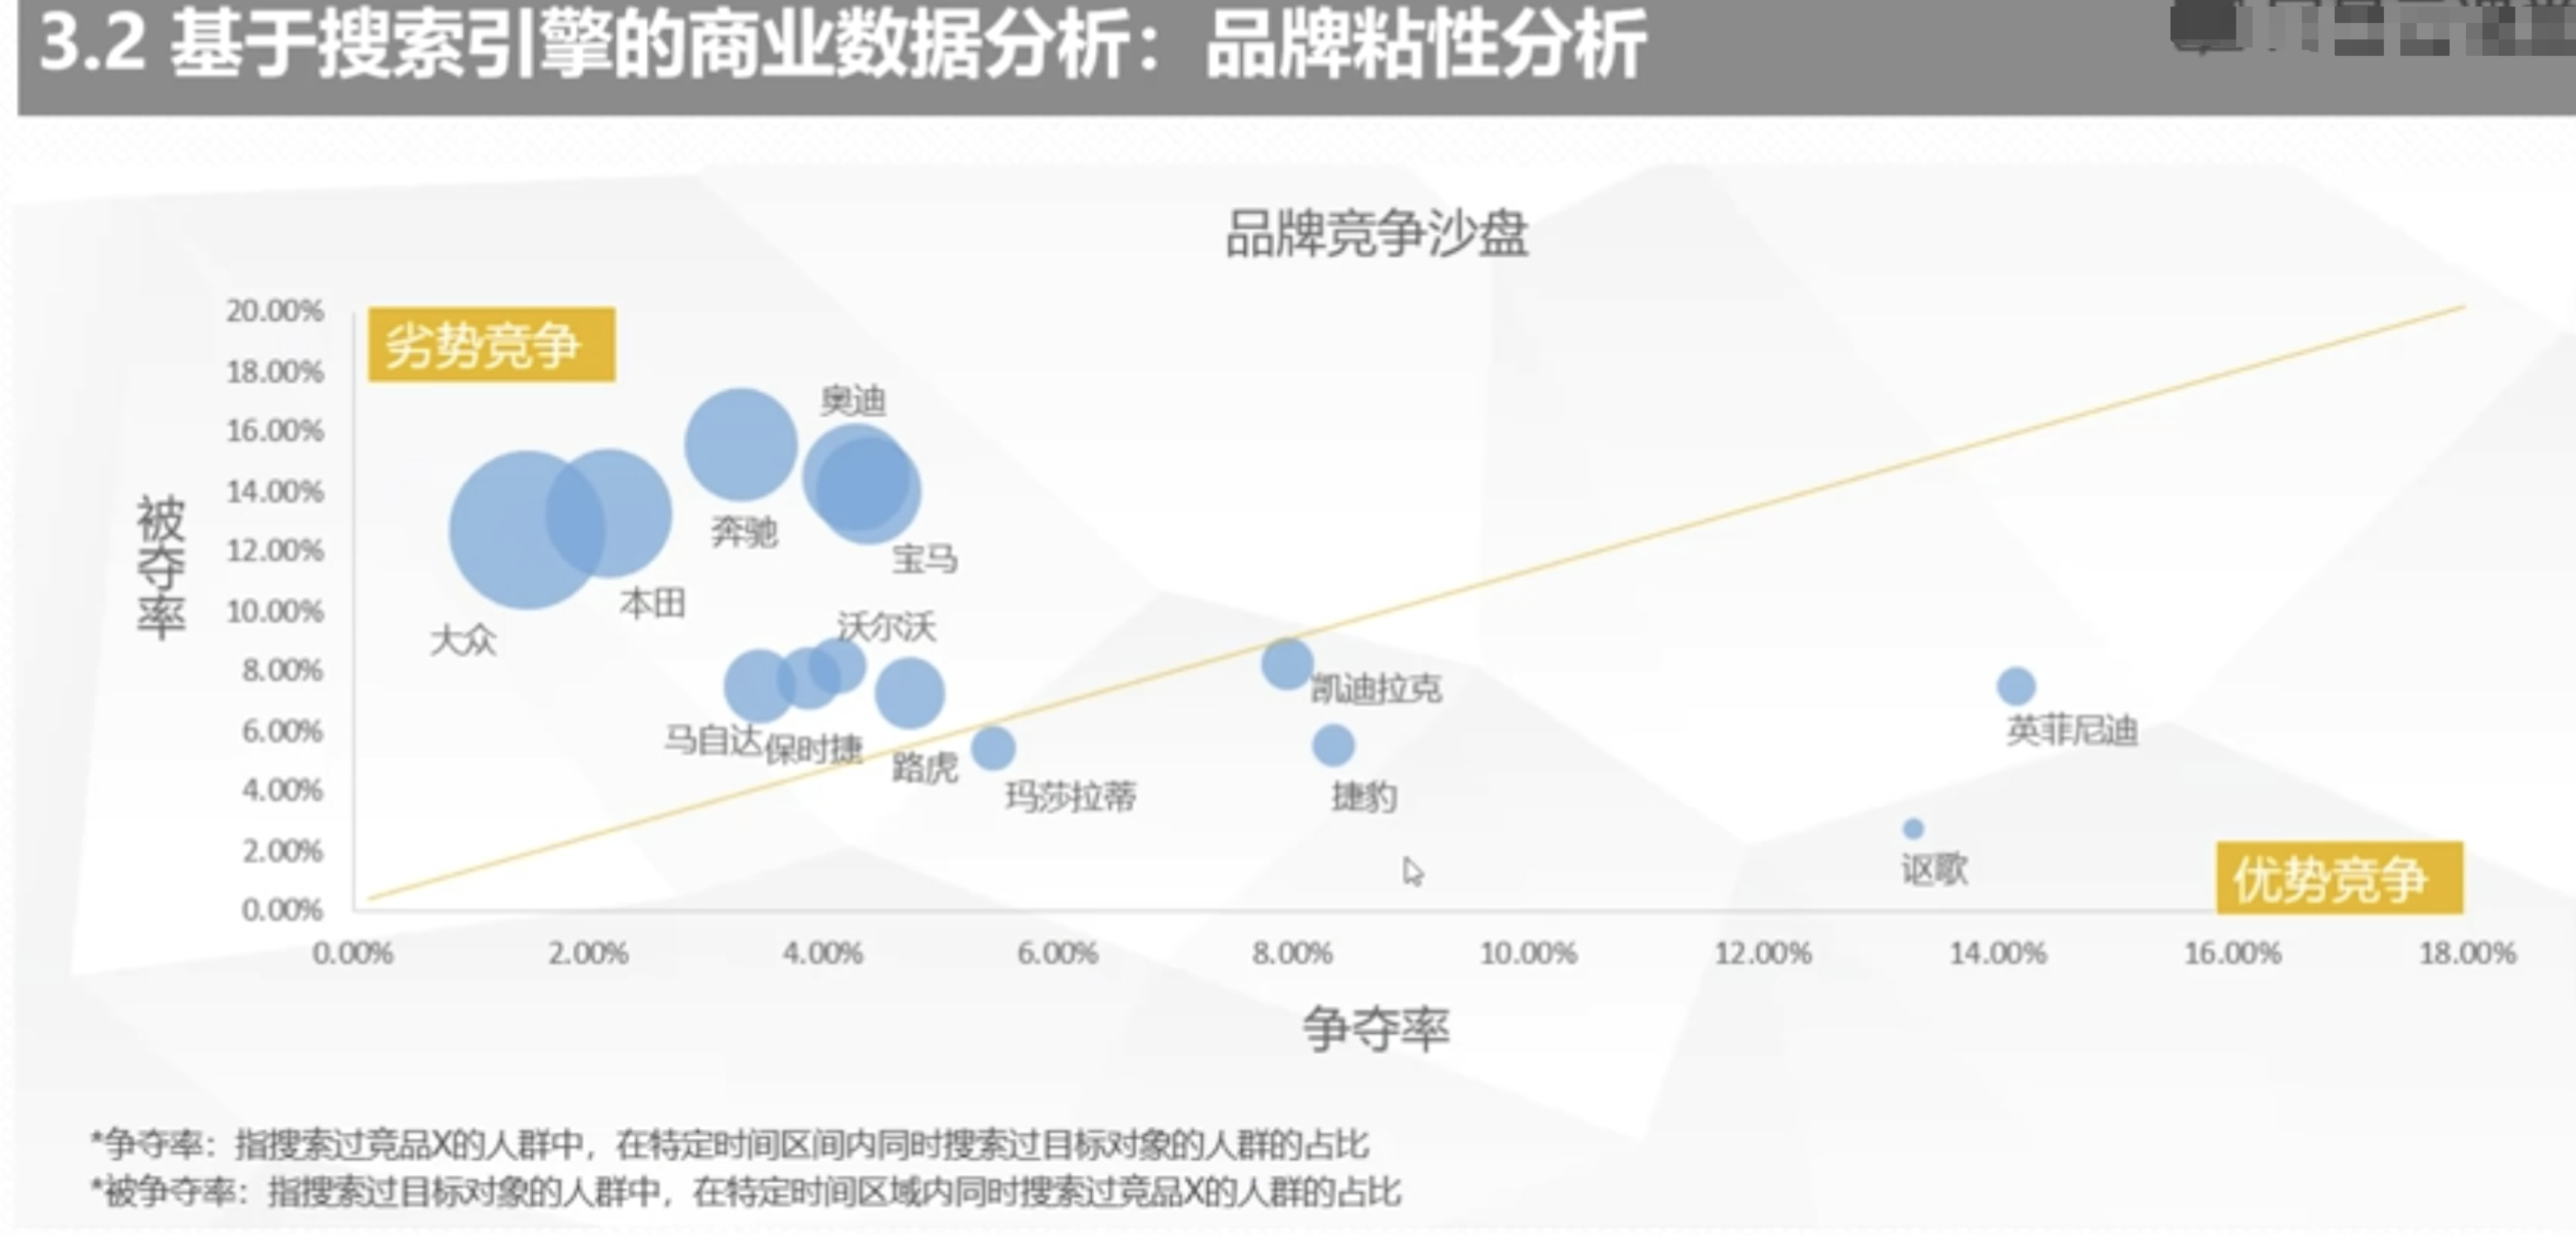 3.2 基于搜索引擎的商业数据分析：品牌粘性分析
品牌竞争沙盘
20.00%
18.00%
16.00%
14.00%
12.00%
10.00%
8.00%
6.00%
4.00%
2.00%
0.00%
被夺率
劣势竞争
奥迪
奔驰
宝马
本田
大众
沃尔沃
马自达
保时捷
路虎
玛莎拉蒂
凯迪拉克
捷豹
英菲尼迪
讴歌
优势竞争
0.00% 2.00% 4.00% 6.00% 8.00% 10.00% 12.00% 14.00% 16.00% 18.00%
争夺率
*争夺率：指搜索过竞品X的人群中，在特定时间区间内同时搜索过目标对象的人群的占比
*被争夺率：指搜索过目标对象的人群中，在特定时间区域内同时搜索过竞品X的人群的占比